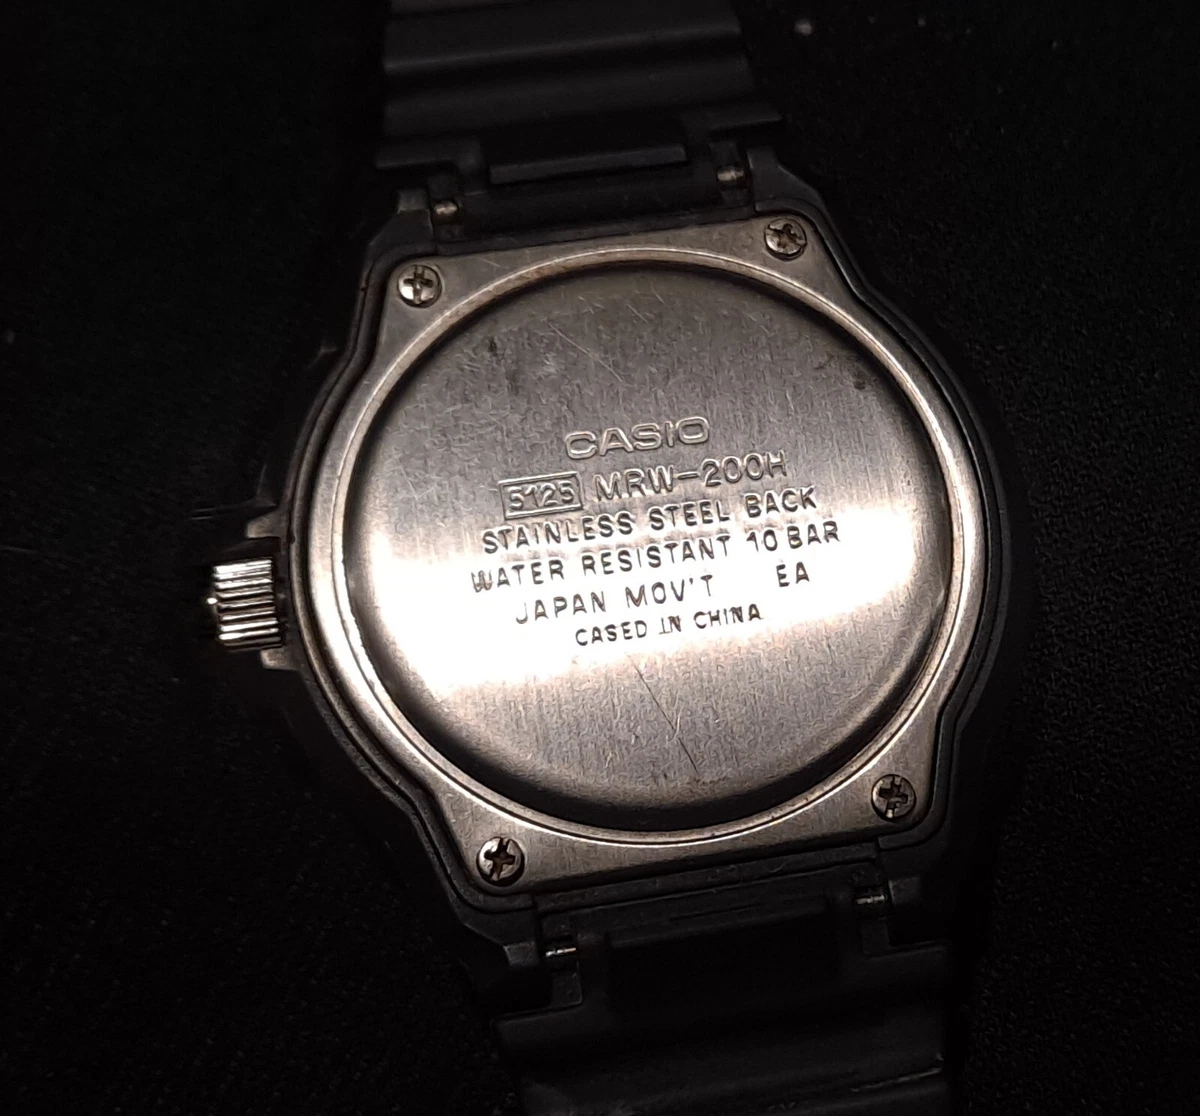 CASIO
5125 MRW-200H
STAINLESS STEEL BACK
WATER RESISTANT 10 BAR
JAPAN MOV'T EA
CASED IN CHINA